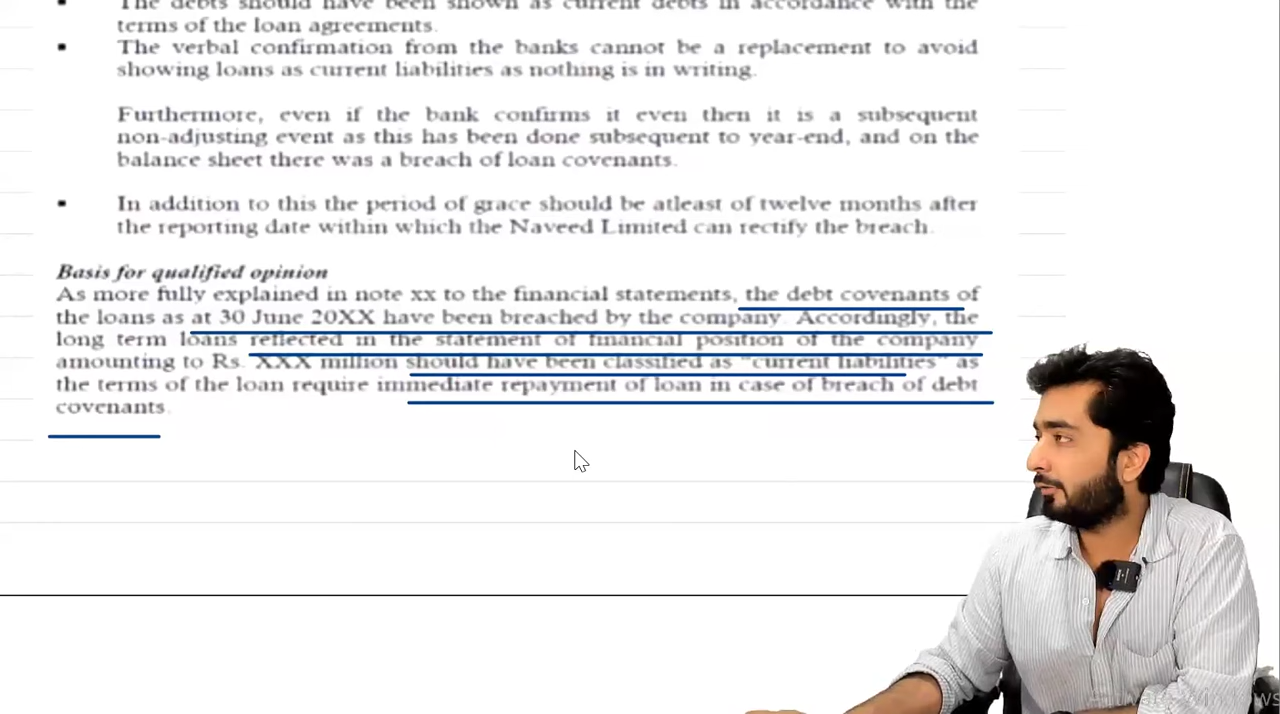 The debts should have been shown as current debts in accordance with the
terms of the loan agreements.
The verbal confirmation from the banks cannot be a replacement to avoid
showing loans as current liabilities as nothing is in writing.
Furthermore, even if the bank confirms it even then it is a subsequent
non-adjusting event as this has been done subsequent to year-end, and on the
balance sheet there was a breach of loan covenants.
In addition to this the period of grace should be atleast of twelve months after
the reporting date within which the Naveed Limited can rectify the breach.
Basis for qualified opinion
As more fully explained in note xx to the financial statements, the debt covenants of
the loans as at 30 June 20XX have been breached by the company. Accordingly, the
long term loans reflected in the statement of financial position of the company
amounting to Rs. XXX million should have been classified as "current liabilities" as
the terms of the loan require immediate repayment of loan in case of breach of debt
covenants.